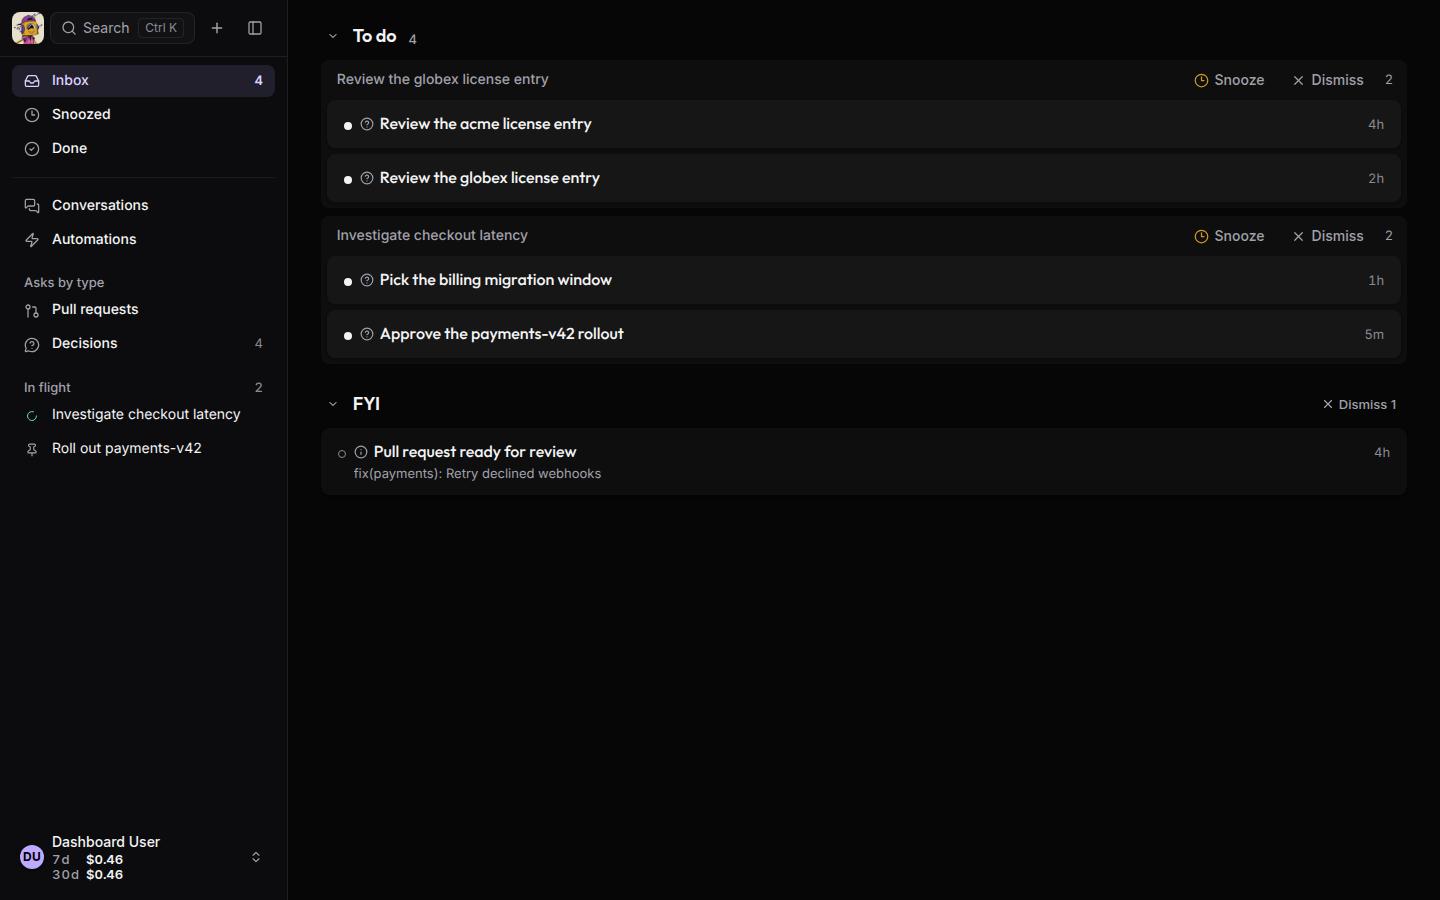 Search Ctrl K
Inbox 4
Snoozed
Done
Conversations
Automations
Asks by type
Pull requests
Decisions 4
In flight 2
Investigate checkout latency
Roll out payments-v42
DU
Dashboard User
7d $0.46
30d $0.46
To do 4
Review the globex license entry Snooze Dismiss 2
Review the acme license entry 4h
Review the globex license entry 2h
Investigate checkout latency Snooze Dismiss 2
Pick the billing migration window 1h
Approve the payments-v42 rollout 5m
FYI Dismiss 1
Pull request ready for review 4h
fix(payments): Retry declined webhooks